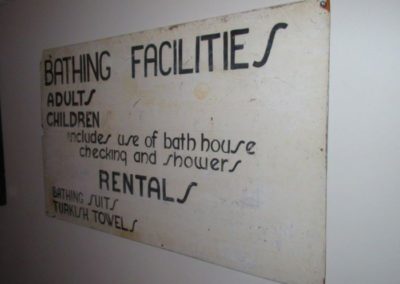 BATHING FACILITIES
ADULTS
CHILDREN
includes use of bath house
checking and showers
RENTALS
BATHING SUITS
TURKISH TOWELS